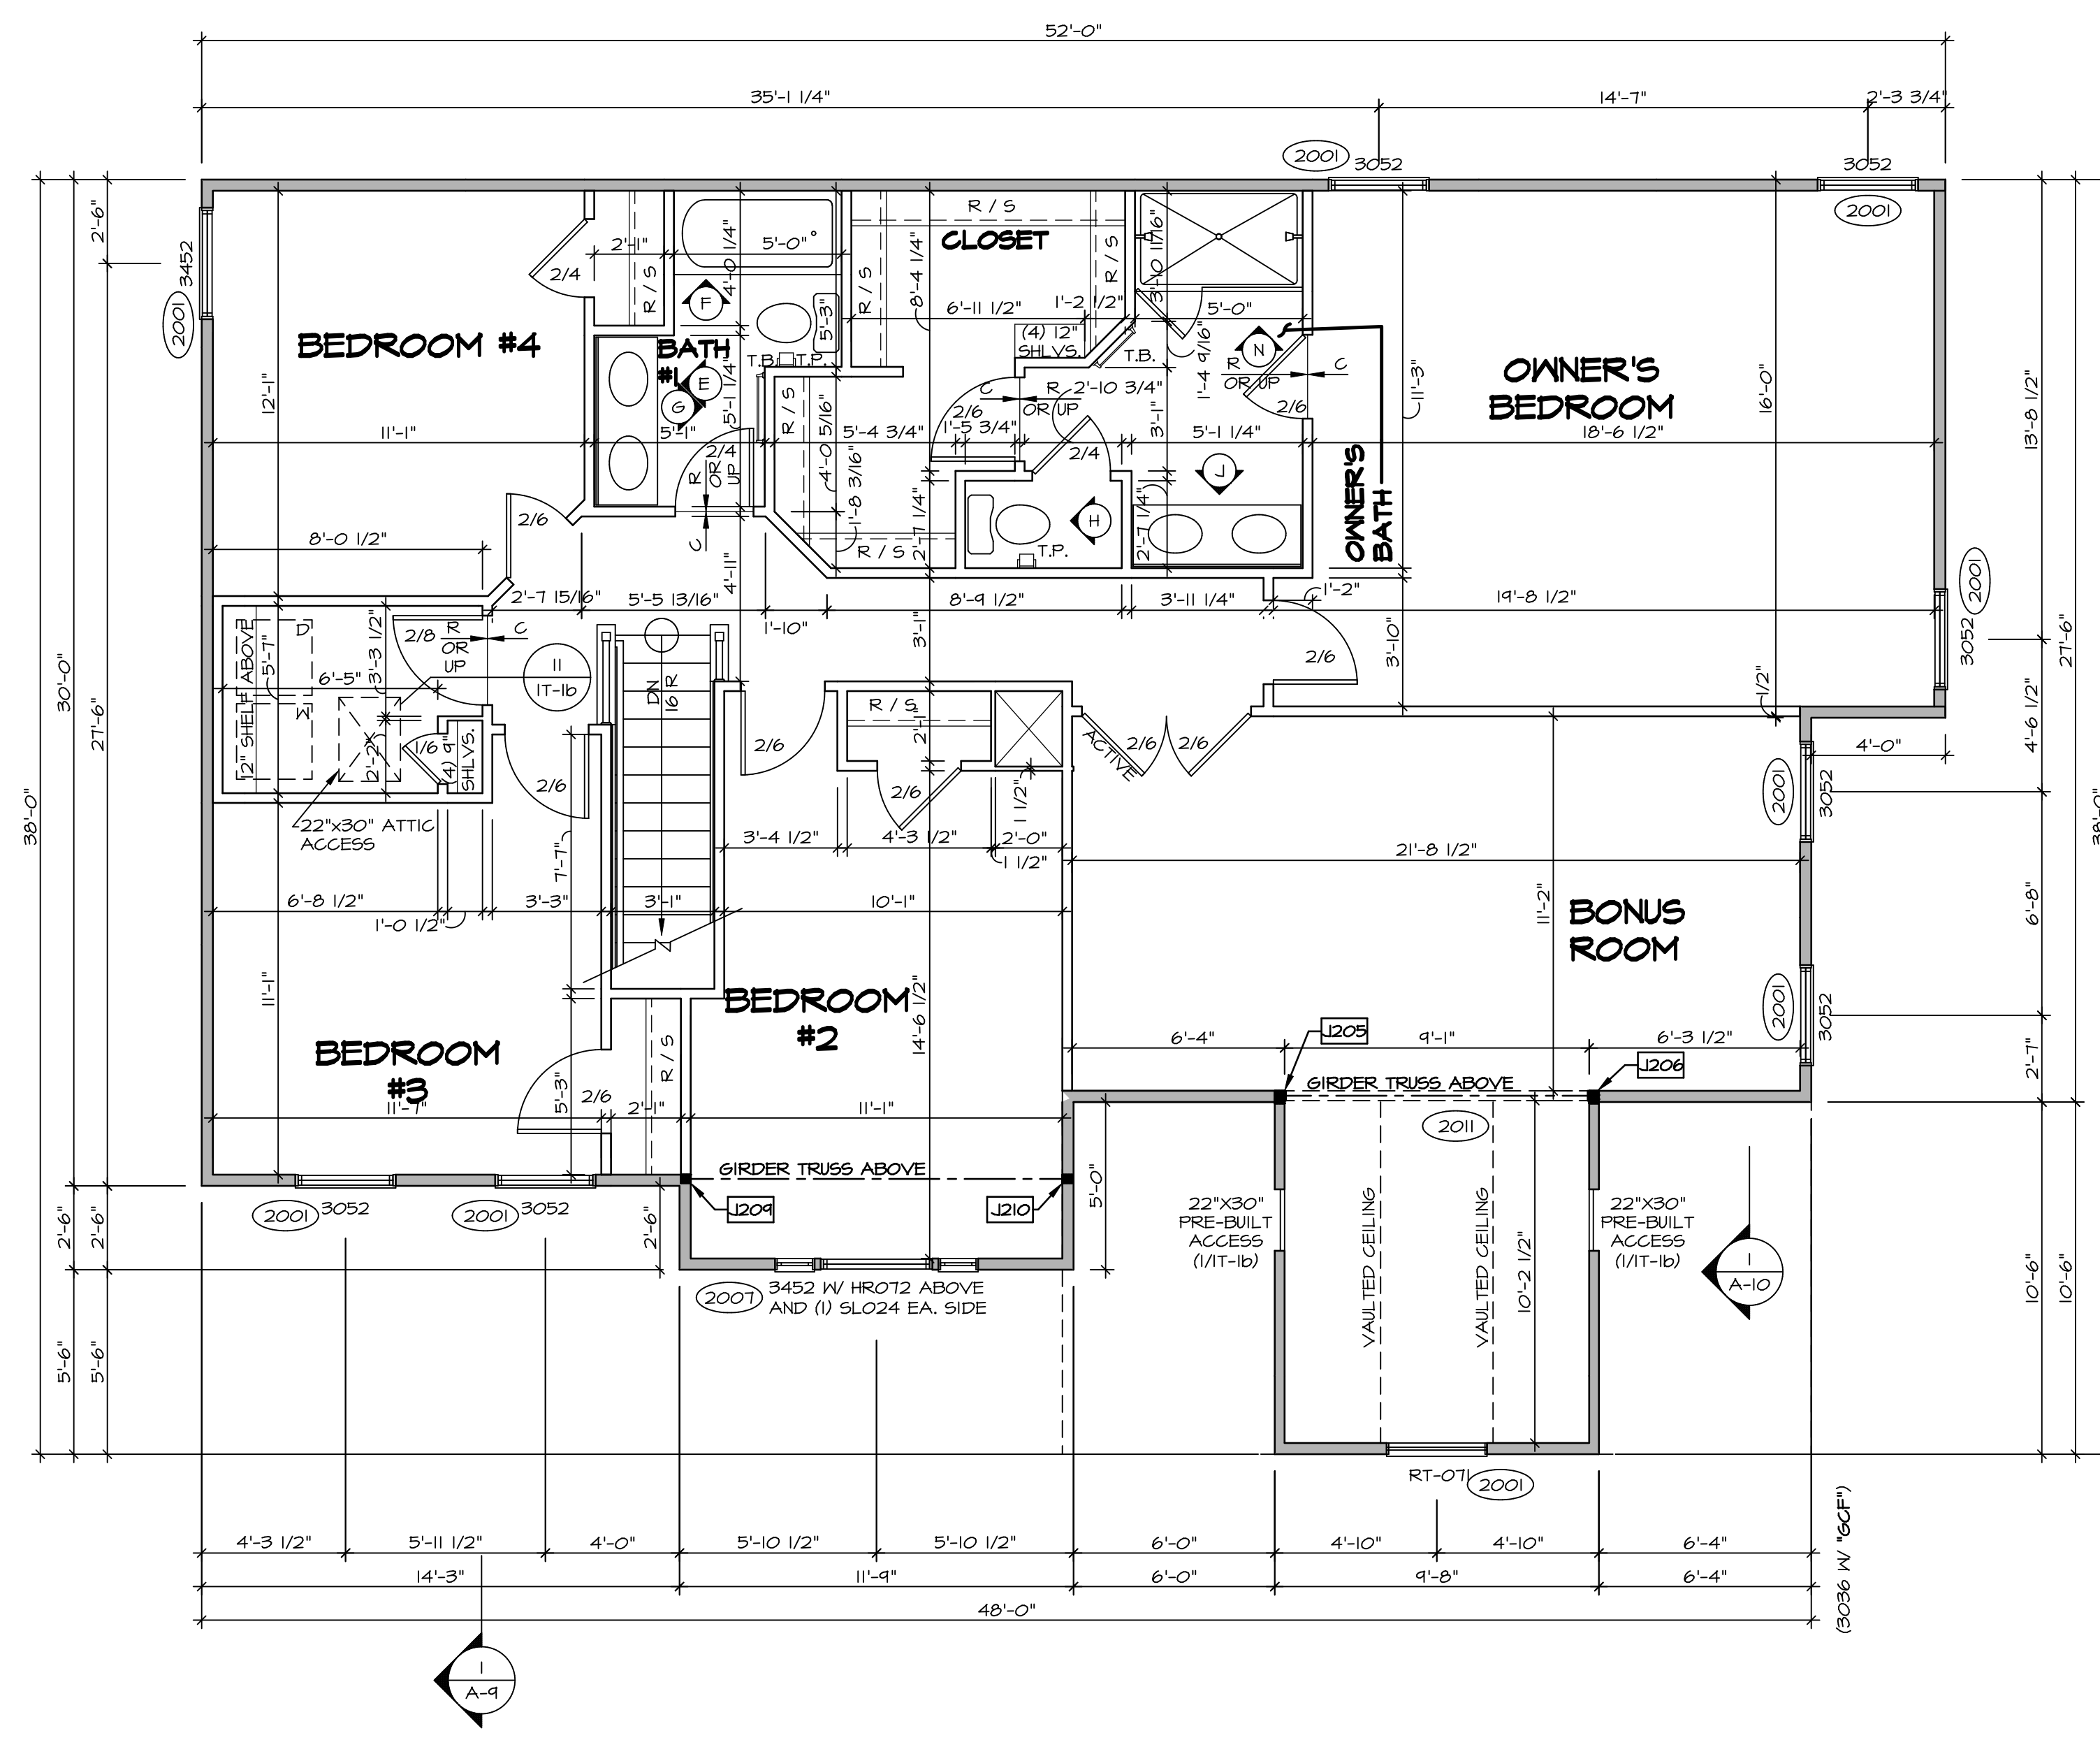 52'-0"
35'-1 1/4"
14'-7"
2'-3 3/4"
2001
3052
3052
2001
2'-6"
3452
2001
2'-1"
5'-0"
2/4
R / S
4'-0 1/4"
F
5'-3"
R / S
8'-4 1/4"
R / S
CLOSET
R / S
3'-10 11/16"
6'-11 1/2"
1'-2 1/2"
5'-0"
(4) 12"
SHLVS.
T.B.
N
1'-4 9/16"
BEDROOM #4
BATH
#1
T.B.
T.P.
E
G
5'-1 1/4"
12'-1"
R
OR UP
C
2/6
11'-3"
OWNER'S
BEDROOM
16'-0"
13'-8 1/2"
C
R
OR UP
2'-10 3/4"
2/6
1'-5 3/4"
2/4
3'-1"
11'-1"
5'-1"
2/4
R
OR
UP
C
R / S
5'-4 3/4"
4'-0 5/16"
1'-8 3/16"
5'-1 1/4"
18'-6 1/2"
J
OWNER'S
BATH
2/6
8'-0 1/2"
4'-11"
R / S
2'-7 1/4"
T.P.
H
2'-7 1/4"
2'-7 15/16"
5'-5 13/16"
1'-10"
8'-9 1/2"
3'-11 1/4"
1'-2"
19'-8 1/2"
2001
3052
27'-6"
30'-0"
27'-6"
38'-0"
12" SHELF ABOVE
D
W
5'-7"
3'-3 1/2"
6'-5"
2'-2"
2/8
R
OR
UP
C
11
IT-1b
1/6
(4) 9"
SHLVS.
2/6
22"x30" ATTIC
ACCESS
DN
16 R
3'-1"
2/6
R / S
2'-1"
2/6
1 1/2"
3'-10"
2/6
ACTIVE
2/6
2/6
1/2"
4'-0"
4'-6 1/2"
2001
3052
38'-0"
3'-4 1/2"
4'-3 1/2"
2'-0"
1 1/2"
21'-8 1/2"
7'-7"
6'-8 1/2"
1'-0 1/2"
3'-3"
3'-1"
10'-1"
11'-2"
BONUS
ROOM
6'-8"
11'-1"
BEDROOM
#2
14'-6 1/2"
2001
3052
BEDROOM
#3
R / S
6'-4"
J205
9'-1"
6'-3 1/2"
J206
2'-7"
GIRDER TRUSS ABOVE
2011
11'-7"
5'-3"
2/6
2'-1"
11'-1"
GIRDER TRUSS ABOVE
J209
J210
5'-0"
2001
3052
2001
3052
2'-6"
2'-6"
2'-6"
2007
3452 W/ HR072 ABOVE
AND (1) SL024 EA. SIDE
22"X30"
PRE-BUILT
ACCESS
(1/IT-1b)
VAULTED CEILING
VAULTED CEILING
10'-2 1/2"
22"X30"
PRE-BUILT
ACCESS
(1/IT-1b)
1
A-10
10'-6"
10'-6"
5'-6"
5'-6"
RT-071
2001
4'-3 1/2"
5'-11 1/2"
4'-0"
5'-10 1/2"
5'-10 1/2"
6'-0"
4'-10"
4'-10"
6'-4"
14'-3"
11'-9"
6'-0"
9'-8"
6'-4"
48'-0"
(3036 W/ "GCF")
1
A-9